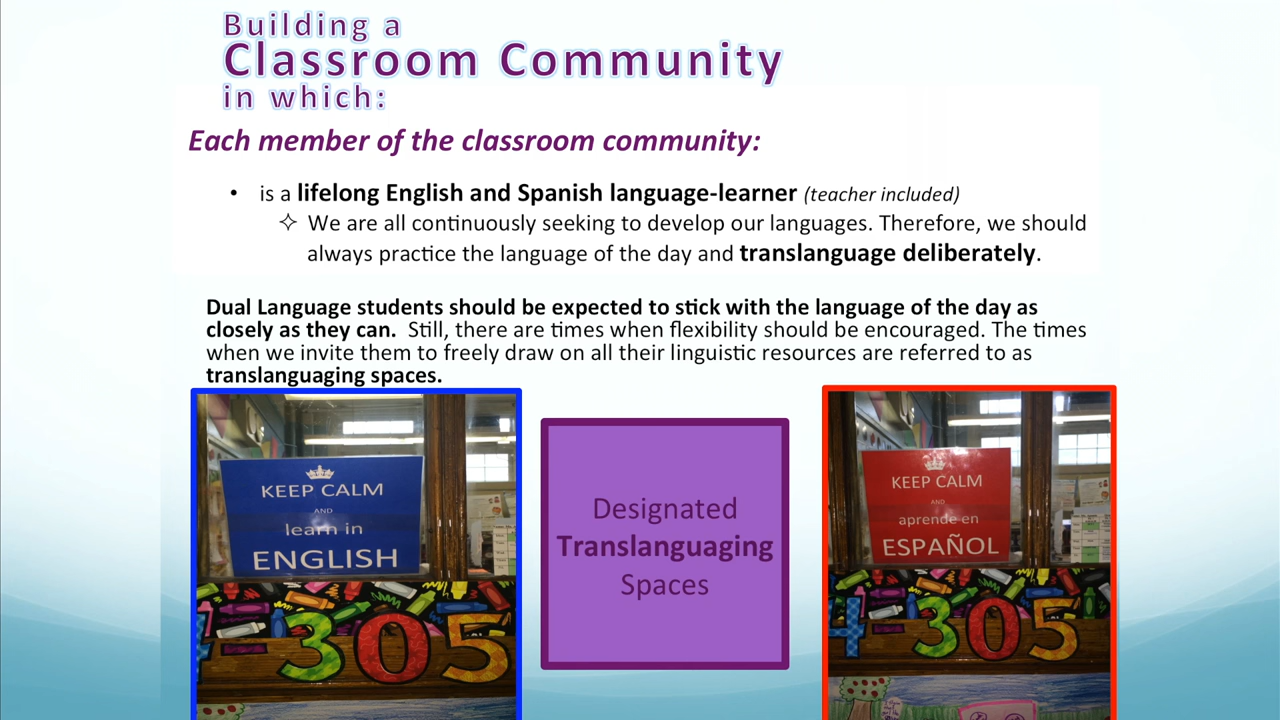 Building a
Classroom Community
in which:
Each member of the classroom community:
• is a lifelong English and Spanish language-learner (teacher included)
✧ We are all continuously seeking to develop our languages. Therefore, we should
always practice the language of the day and translanguage deliberately.
Dual Language students should be expected to stick with the language of the day as
closely as they can. Still, there are times when flexibility should be encouraged. The times
when we invite them to freely draw on all their linguistic resources are referred to as
translanguaging spaces.
KEEP CALM
AND
learn in
ENGLISH
4-305
Designated
Translanguaging
Spaces
KEEP CALM
AND
aprende en
ESPAÑOL
4-305